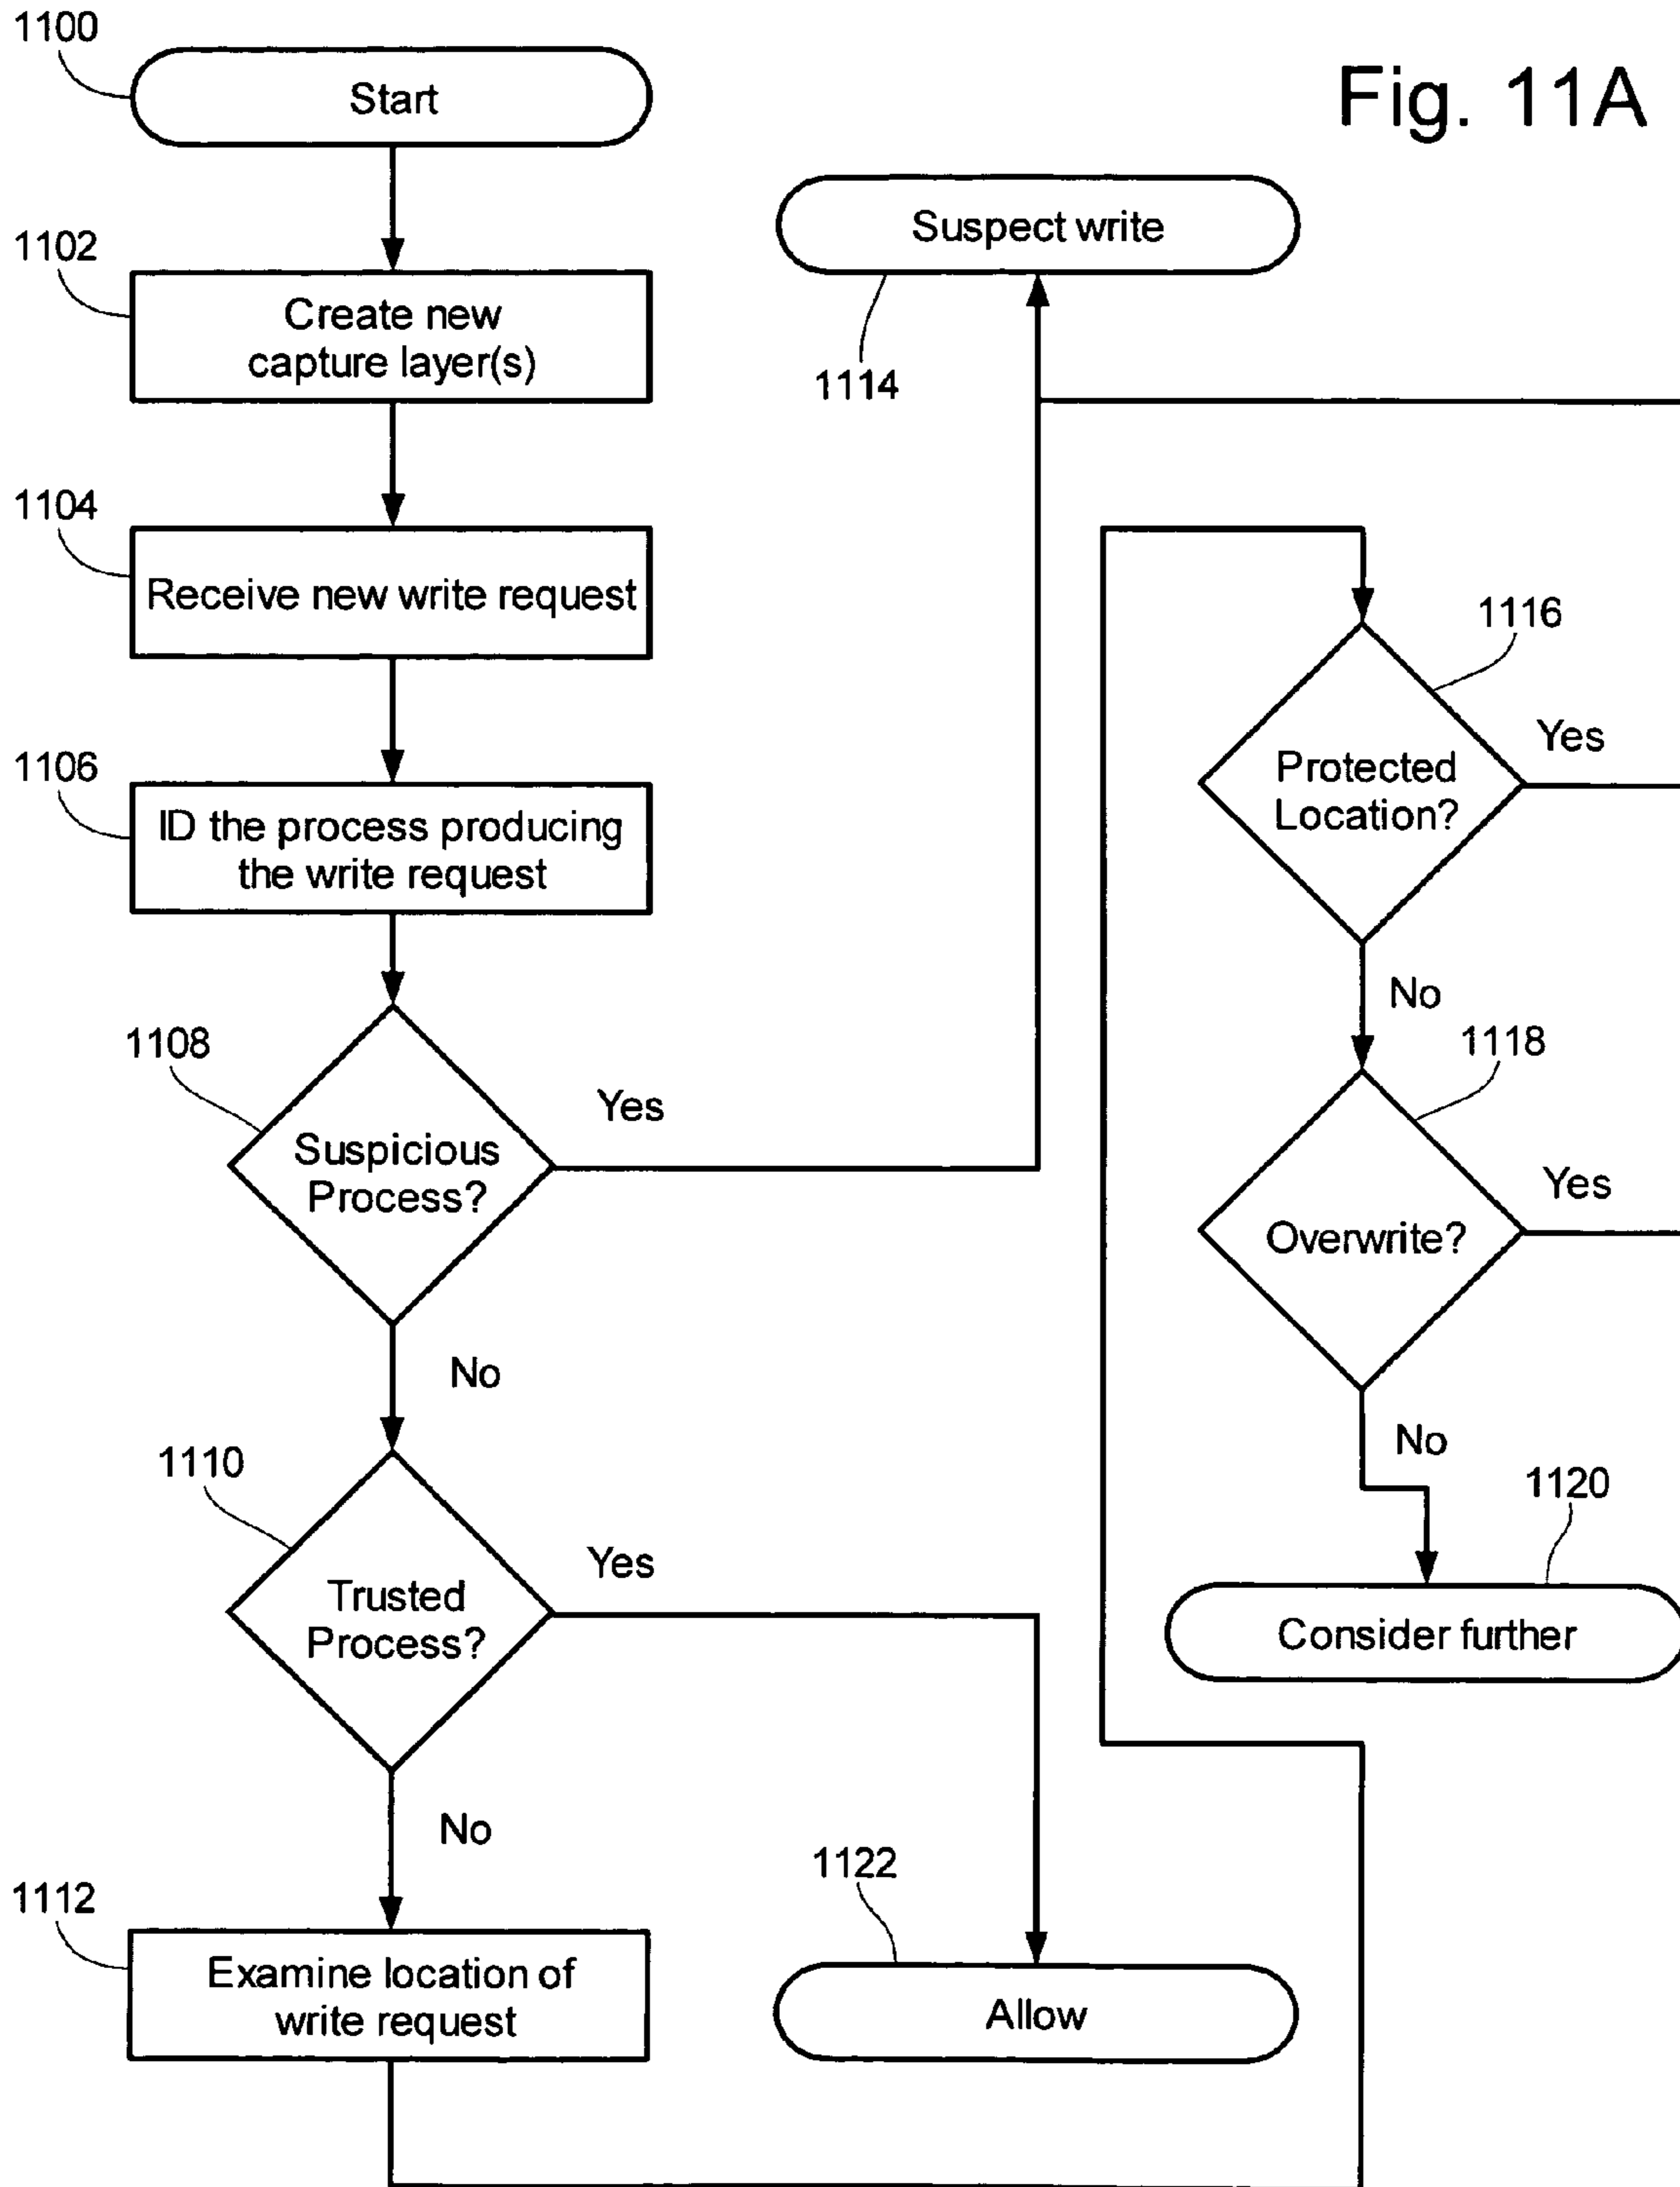 Fig. 11A
1100
Start
1102
Create new
capture layer(s)
1104
Receive new write request
1106
ID the process producing
the write request
1108
Suspicious
Process?
Yes
No
1110
Trusted
Process?
Yes
No
1112
Examine location of
write request
Suspect write
1114
1116
Protected
Location?
Yes
No
1118
Overwrite?
Yes
No
1120
Consider further
1122
Allow